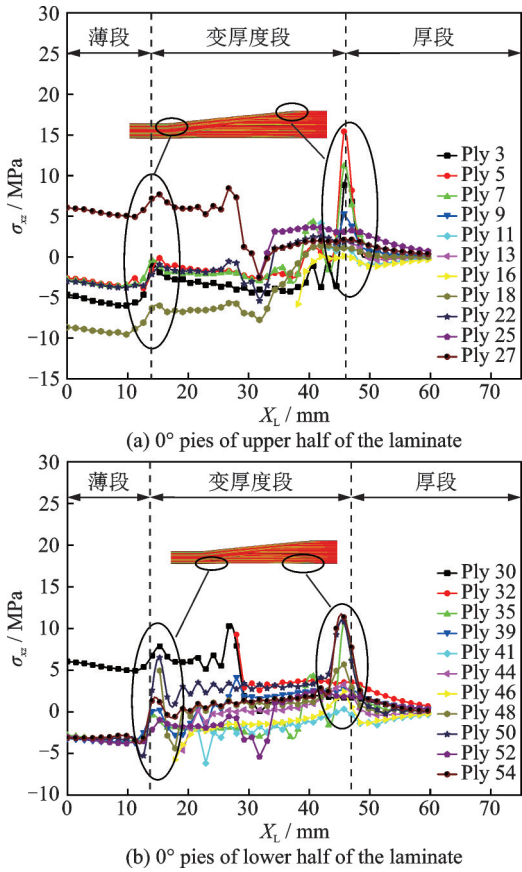 薄段 变厚度段 厚段
30
25
20
15
10
5
0
−5
−10
−15
σxz / MPa
Ply 3
Ply 5
Ply 7
Ply 9
Ply 11
Ply 13
Ply 16
Ply 18
Ply 22
Ply 25
Ply 27
0 10 20 30 40 50 60 70
XL / mm
(a) 0° pies of upper half of the laminate
薄段 变厚度段 厚段
30
25
20
15
10
5
0
−5
−10
σxz / MPa
Ply 30
Ply 32
Ply 35
Ply 39
Ply 41
Ply 44
Ply 46
Ply 48
Ply 50
Ply 52
Ply 54
0 10 20 30 40 50 60 70
XL / mm
(b) 0° pies of lower half of the laminate